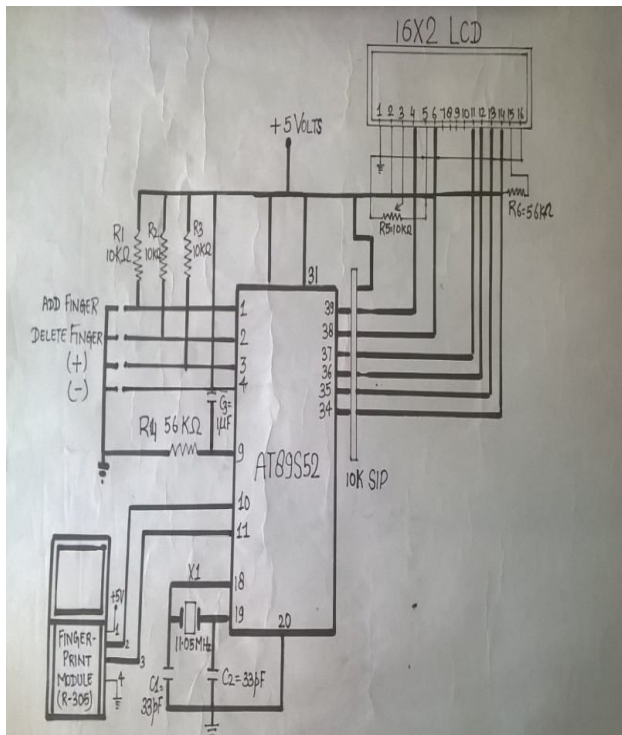 16X2 LCD
1 2 3 4 5 6 7 8 9 10 11 12 13 14 15 16
+5 VOLTS
R6=56KΩ
R5=10KΩ
R1
10KΩ
R2
10KΩ
R3
10KΩ
31
ADD FINGER
1
39
DELETE FINGER
2
38
(+)
3
37
(-)
4
36
35
34
C3=
1µF
R4 56KΩ
9
AT89S52
10K SIP
10
11
X1
18
19
20
11.05MHz
+5V
1
2
3
4
FINGER-
PRINT
MODULE
(R-305)
C1=
33pF
C2=33pF